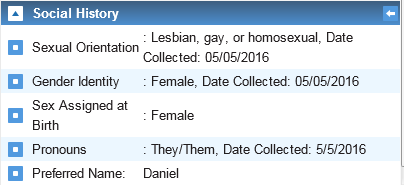 Social History
Sexual Orientation : Lesbian, gay, or homosexual, Date
Collected: 05/05/2016
Gender Identity : Female, Date Collected: 05/05/2016
Sex Assigned at
Birth : Female
Pronouns : They/Them, Date Collected: 5/5/2016
Preferred Name: Daniel